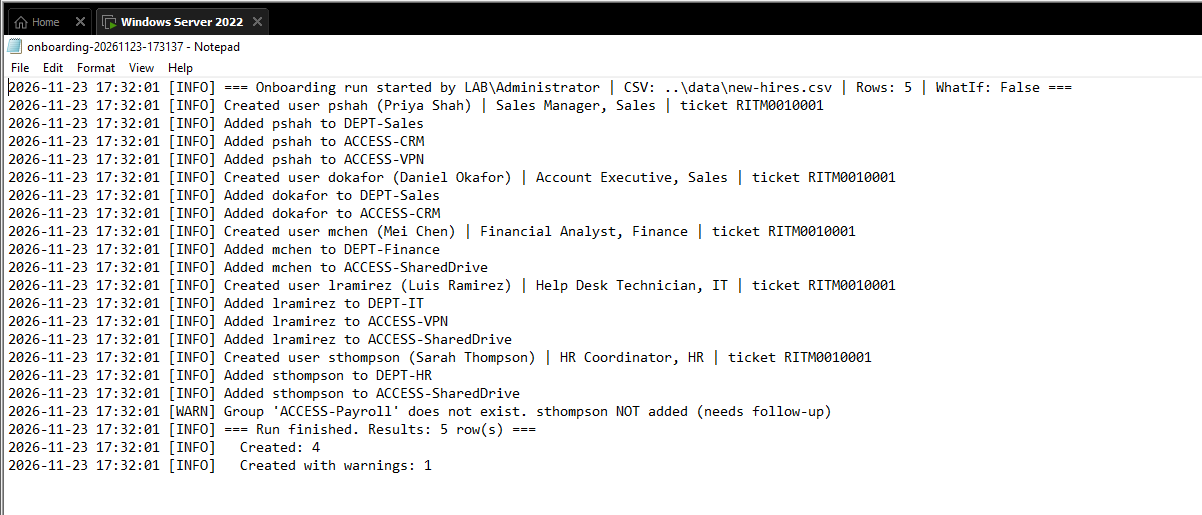 Home
Windows Server 2022
onboarding-20261123-173137 - Notepad
File Edit Format View Help
2026-11-23 17:32:01 [INFO] === Onboarding run started by LAB\Administrator | CSV: ..\data\new-hires.csv | Rows: 5 | WhatIf: False ===
2026-11-23 17:32:01 [INFO] Created user pshah (Priya Shah) | Sales Manager, Sales | ticket RITM0010001
2026-11-23 17:32:01 [INFO] Added pshah to DEPT-Sales
2026-11-23 17:32:01 [INFO] Added pshah to ACCESS-CRM
2026-11-23 17:32:01 [INFO] Added pshah to ACCESS-VPN
2026-11-23 17:32:01 [INFO] Created user dokafor (Daniel Okafor) | Account Executive, Sales | ticket RITM0010001
2026-11-23 17:32:01 [INFO] Added dokafor to DEPT-Sales
2026-11-23 17:32:01 [INFO] Added dokafor to ACCESS-CRM
2026-11-23 17:32:01 [INFO] Created user mchen (Mei Chen) | Financial Analyst, Finance | ticket RITM0010001
2026-11-23 17:32:01 [INFO] Added mchen to DEPT-Finance
2026-11-23 17:32:01 [INFO] Added mchen to ACCESS-SharedDrive
2026-11-23 17:32:01 [INFO] Created user lramirez (Luis Ramirez) | Help Desk Technician, IT | ticket RITM0010001
2026-11-23 17:32:01 [INFO] Added lramirez to DEPT-IT
2026-11-23 17:32:01 [INFO] Added lramirez to ACCESS-VPN
2026-11-23 17:32:01 [INFO] Added lramirez to ACCESS-SharedDrive
2026-11-23 17:32:01 [INFO] Created user sthompson (Sarah Thompson) | HR Coordinator, HR | ticket RITM0010001
2026-11-23 17:32:01 [INFO] Added sthompson to DEPT-HR
2026-11-23 17:32:01 [INFO] Added sthompson to ACCESS-SharedDrive
2026-11-23 17:32:01 [WARN] Group 'ACCESS-Payroll' does not exist. sthompson NOT added (needs follow-up)
2026-11-23 17:32:01 [INFO] === Run finished. Results: 5 row(s) ===
2026-11-23 17:32:01 [INFO]   Created: 4
2026-11-23 17:32:01 [INFO]   Created with warnings: 1